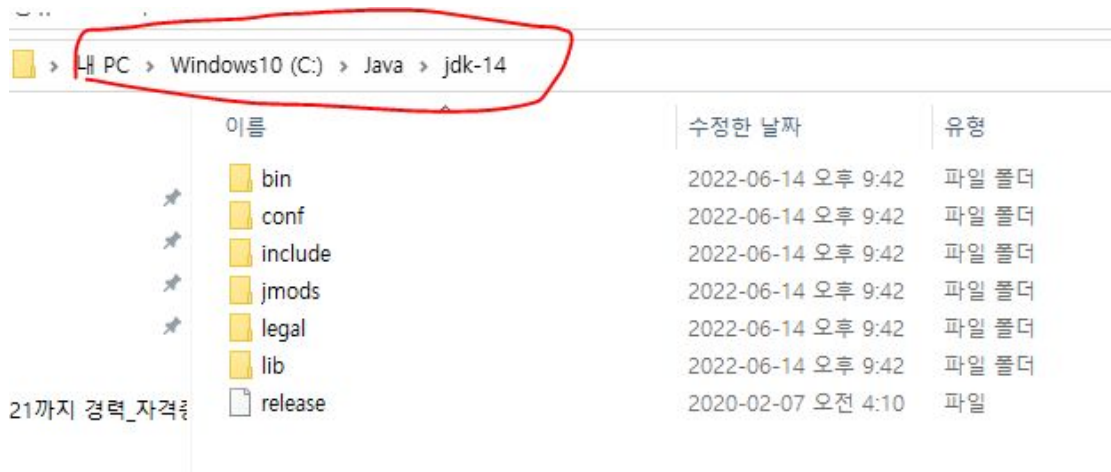 내 PC > Windows10 (C:) > Java > jdk-14
이름 수정한 날짜 유형
bin 2022-06-14 오후 9:42 파일 폴더
conf 2022-06-14 오후 9:42 파일 폴더
include 2022-06-14 오후 9:42 파일 폴더
jmods 2022-06-14 오후 9:42 파일 폴더
legal 2022-06-14 오후 9:42 파일 폴더
lib 2022-06-14 오후 9:42 파일 폴더
release 2020-02-07 오전 4:10 파일
21까지 경력_자격